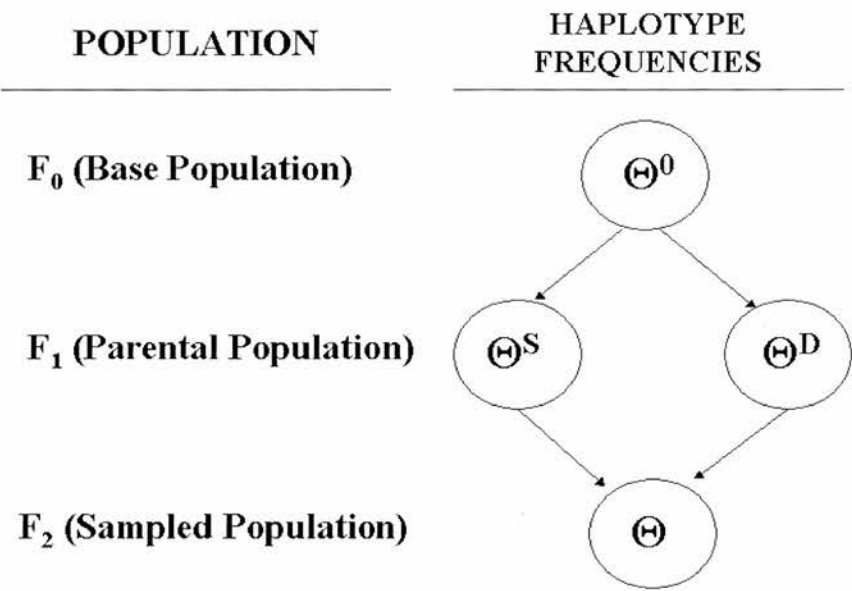 POPULATION
HAPLOTYPE
FREQUENCIES
F₀ (Base Population)
Θ⁰
F₁ (Parental Population)
Θˢ
Θᴰ
F₂ (Sampled Population)
Θ